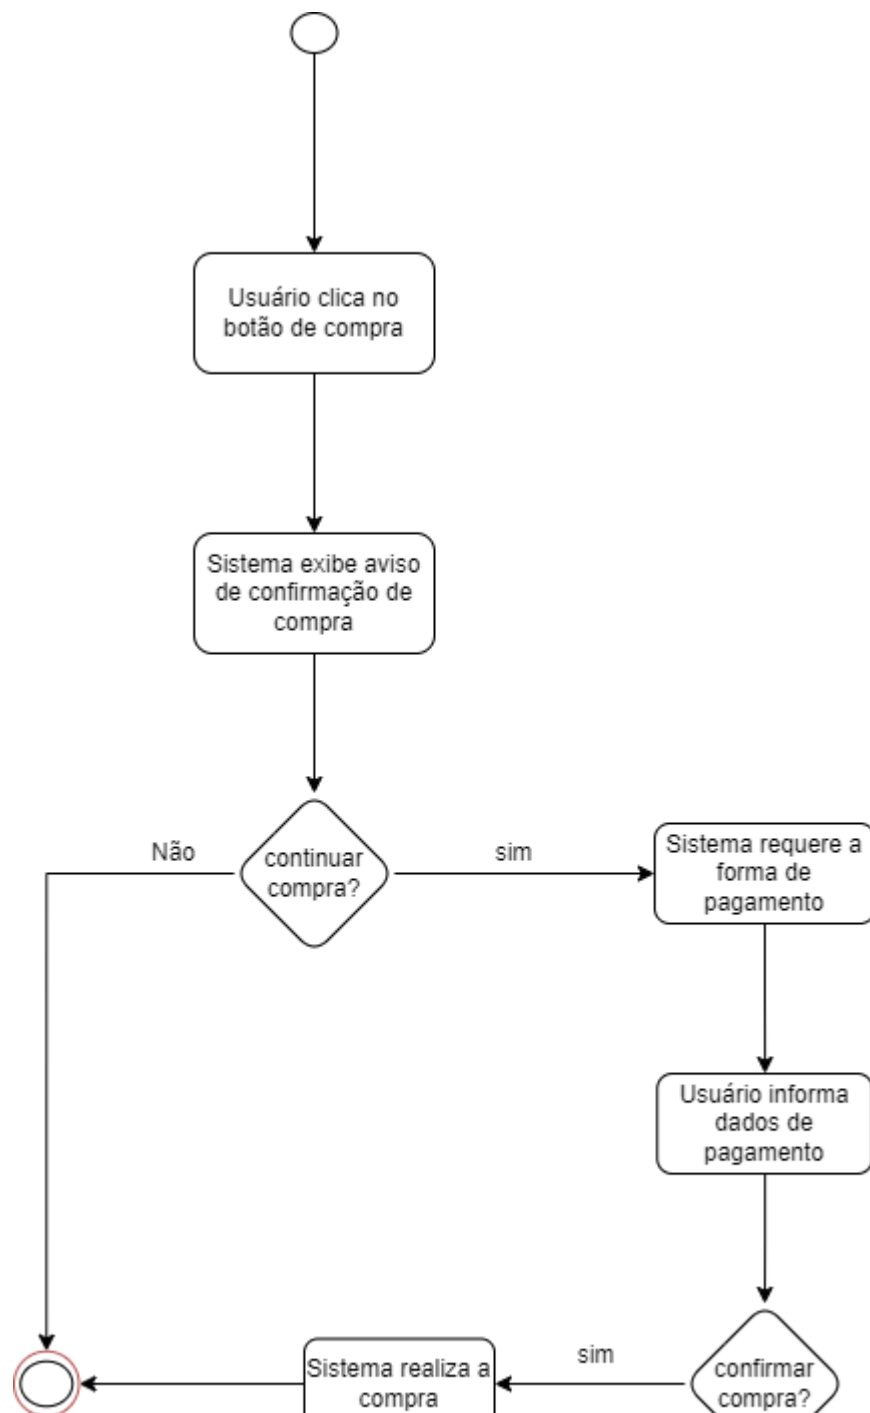 Usuário clica no
botão de compra
Sistema exibe aviso
de confirmação de
compra
Não
continuar
compra?
sim
Sistema requere a
forma de
pagamento
Usuário informa
dados de
pagamento
confirmar
compra?
sim
Sistema realiza a
compra